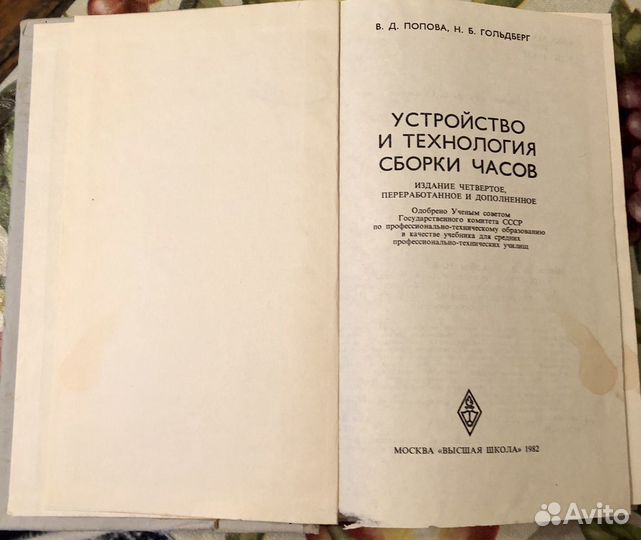 В. Д. ПОПОВА, Н. Б. ГОЛЬДБЕРГ
УСТРОЙСТВО
И ТЕХНОЛОГИЯ
СБОРКИ ЧАСОВ
ИЗДАНИЕ ЧЕТВЕРТОЕ,
ПЕРЕРАБОТАННОЕ И ДОПОЛНЕННОЕ
Одобрено Ученым советом
Государственного комитета СССР
по профессионально-техническому образованию
в качестве учебника для средних
профессионально-технических училищ
МОСКВА «ВЫСШАЯ ШКОЛА» 1982
Avito